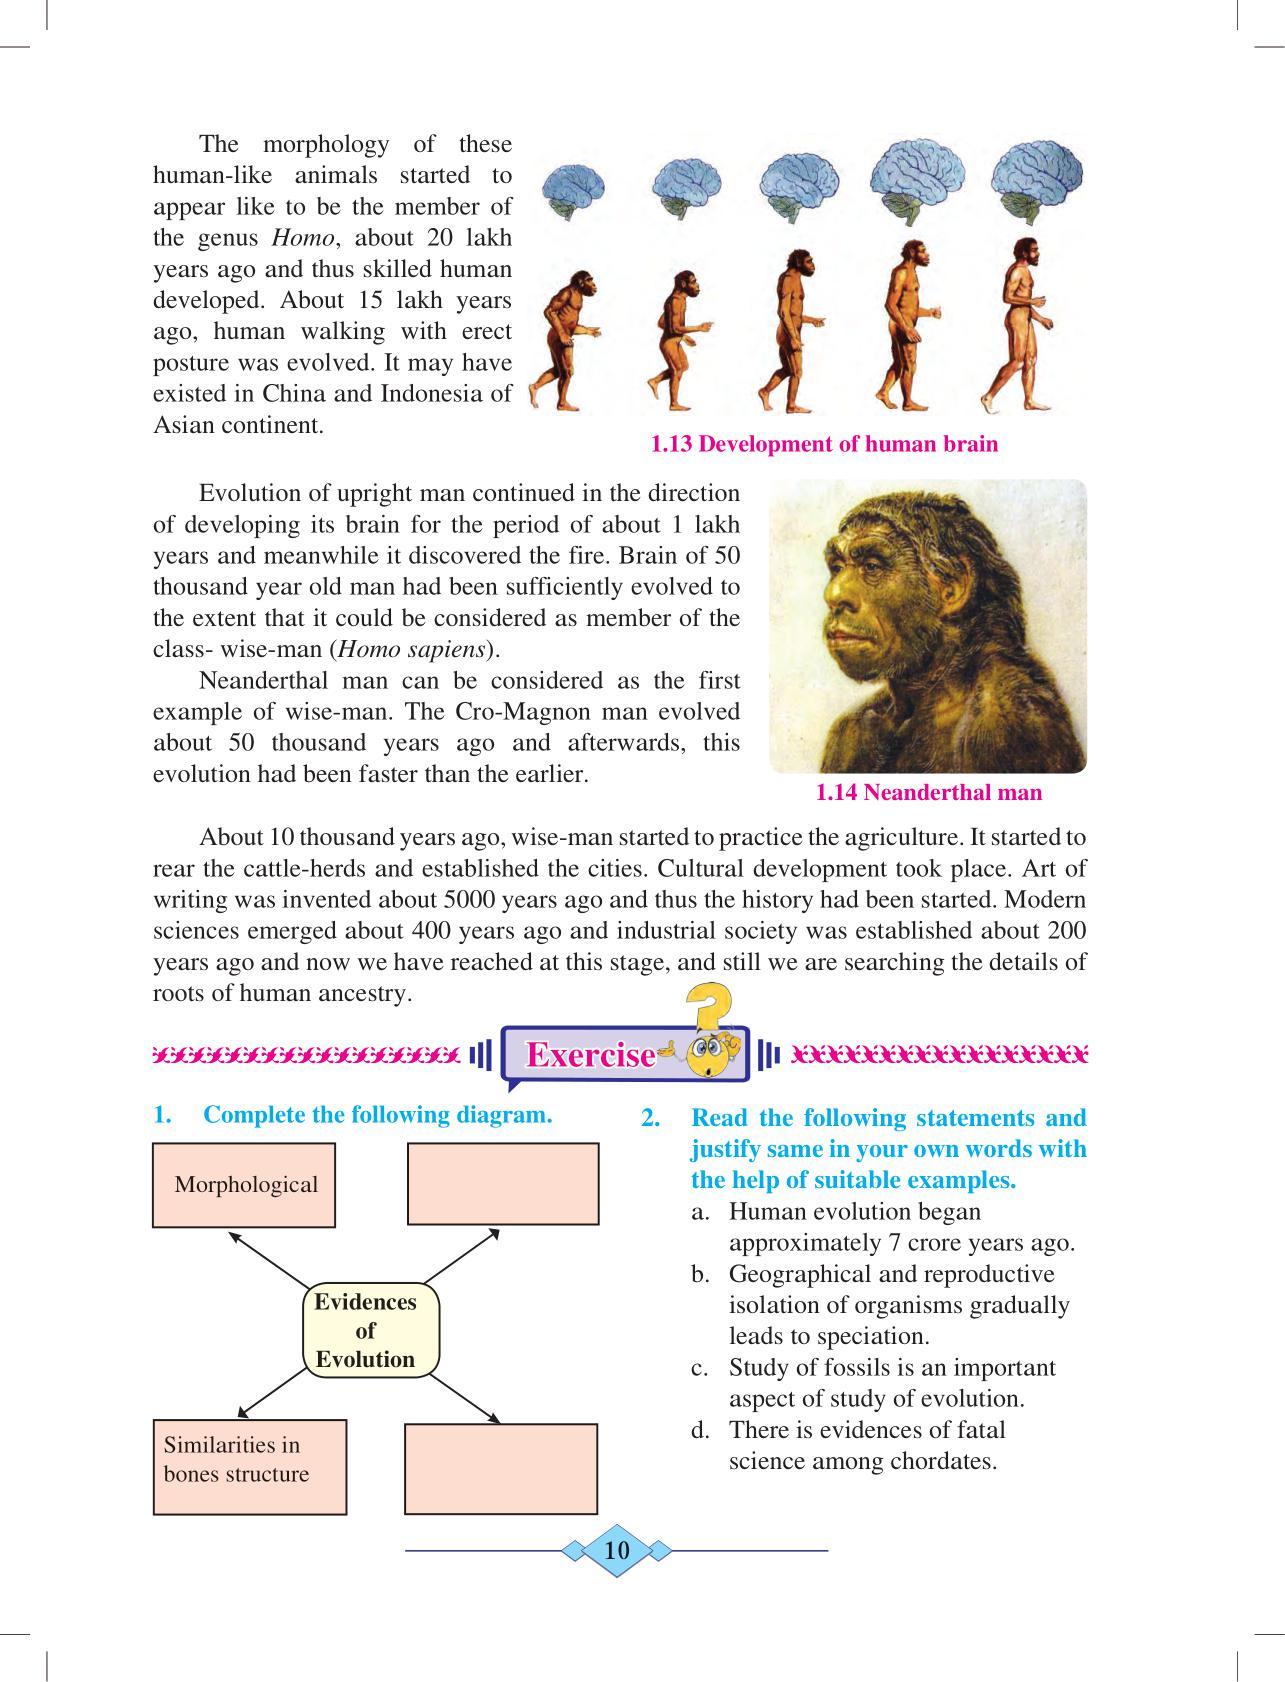 The morphology of these
human-like animals started to
appear like to be the member of
the genus Homo, about 20 lakh
years ago and thus skilled human
developed. About 15 lakh years
ago, human walking with erect
posture was evolved. It may have
existed in China and Indonesia of
Asian continent.
1.13 Development of human brain
Evolution of upright man continued in the direction
of developing its brain for the period of about 1 lakh
years and meanwhile it discovered the fire. Brain of 50
thousand year old man had been sufficiently evolved to
the extent that it could be considered as member of the
class- wise-man (Homo sapiens).
Neanderthal man can be considered as the first
example of wise-man. The Cro-Magnon man evolved
about 50 thousand years ago and afterwards, this
evolution had been faster than the earlier.
1.14 Neanderthal man
About 10 thousand years ago, wise-man started to practice the agriculture. It started to
rear the cattle-herds and established the cities. Cultural development took place. Art of
writing was invented about 5000 years ago and thus the history had been started. Modern
sciences emerged about 400 years ago and industrial society was established about 200
years ago and now we have reached at this stage, and still we are searching the details of
roots of human ancestry.
Exercise
1. Complete the following diagram.
Morphological
Evidences
of
Evolution
Similarities in
bones structure
2. Read the following statements and
justify same in your own words with
the help of suitable examples.
a. Human evolution began
approximately 7 crore years ago.
b. Geographical and reproductive
isolation of organisms gradually
leads to speciation.
c. Study of fossils is an important
aspect of study of evolution.
d. There is evidences of fatal
science among chordates.
10